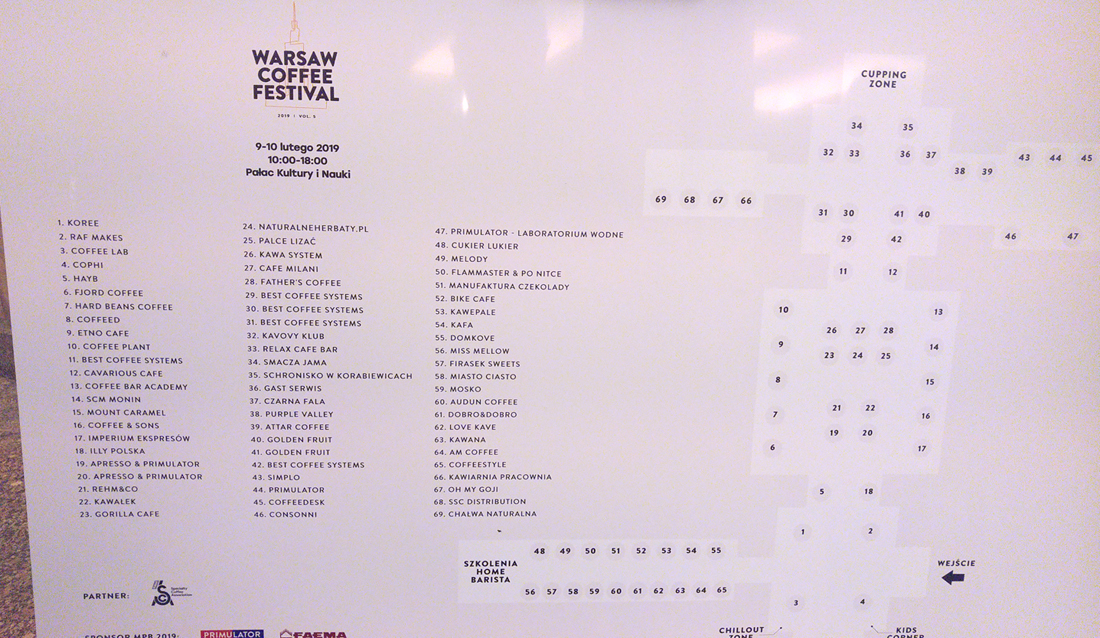 WARSAW
COFFEE
FESTIVAL
2019 | VOL. 5
9-10 lutego 2019
10:00-18:00
Pałac Kultury i Nauki
1. KOREE
2. RAF MAKES
3. COFFEE LAB
4. COPHI
5. HAYB
6. FJORD COFFEE
7. HARD BEANS COFFEE
8. COFFEED
9. ETNO CAFE
10. COFFEE PLANT
11. BEST COFFEE SYSTEMS
12. CAVARIOUS CAFE
13. COFFEE BAR ACADEMY
14. SCM MONIN
15. MOUNT CARAMEL
16. COFFEE & SONS
17. IMPERIUM EKSPRESÓW
18. ILLY POLSKA
19. APRESSO & PRIMULATOR
20. APRESSO & PRIMULATOR
21. REHM&CO
22. KAWAŁEK
23. GORILLA CAFE
24. NATURALNEHERBATY.PL
25. PALCE LIZAĆ
26. KAWA SYSTEM
27. CAFE MILANI
28. FATHER'S COFFEE
29. BEST COFFEE SYSTEMS
30. BEST COFFEE SYSTEMS
31. BEST COFFEE SYSTEMS
32. KAVOVY KLUB
33. RELAX CAFE BAR
34. SMACZA JAMA
35. SCHRONISKO W KORABIEWICACH
36. GAST SERWIS
37. CZARNA FALA
38. PURPLE VALLEY
39. ATTAR COFFEE
40. GOLDEN FRUIT
41. GOLDEN FRUIT
42. BEST COFFEE SYSTEMS
43. SIMPLO
44. PRIMULATOR
45. COFFEEDESK
46. CONSONNI
47. PRIMULATOR - LABORATORIUM WODNE
48. CUKIER LUKIER
49. MELODY
50. FLAMMASTER & PO NITCE
51. MANUFAKTURA CZEKOLADY
52. BIKE CAFE
53. KAWEPALE
54. KAFA
55. DOMKOVE
56. MISS MELLOW
57. FIRASEK SWEETS
58. MIASTO CIASTO
59. MOSKO
60. AUDUN COFFEE
61. DOBRO&DOBRO
62. LOVE KAVE
63. KAWANA
64. AM COFFEE
65. COFFEESTYLE
66. KAWIARNIA PRACOWNIA
67. OH MY GOJI
68. SSC DISTRIBUTION
69. CHAŁWA NATURALNA
CUPPING
ZONE
34 35
32 33 36 37
38 39 43 44 45
69 68 67 66
31 30 41 40
29 42 46 47
11 12
10 13
26 27 28
9 14
23 24 25
8 15
21 22
7 16
19 20
6 17
5 18
1 2
SZKOLENIA
HOME
BARISTA
48 49 50 51 52 53 54 55
56 57 58 59 60 61 62 63 64 65
WEJŚCIE
3 4
CHILLOUT
ZONE
KIDS
CORNER
PARTNER:
SCA
Specialty
Coffee
Association
SPONSOR MPB 2019:
PRIMULATOR
FAEMA